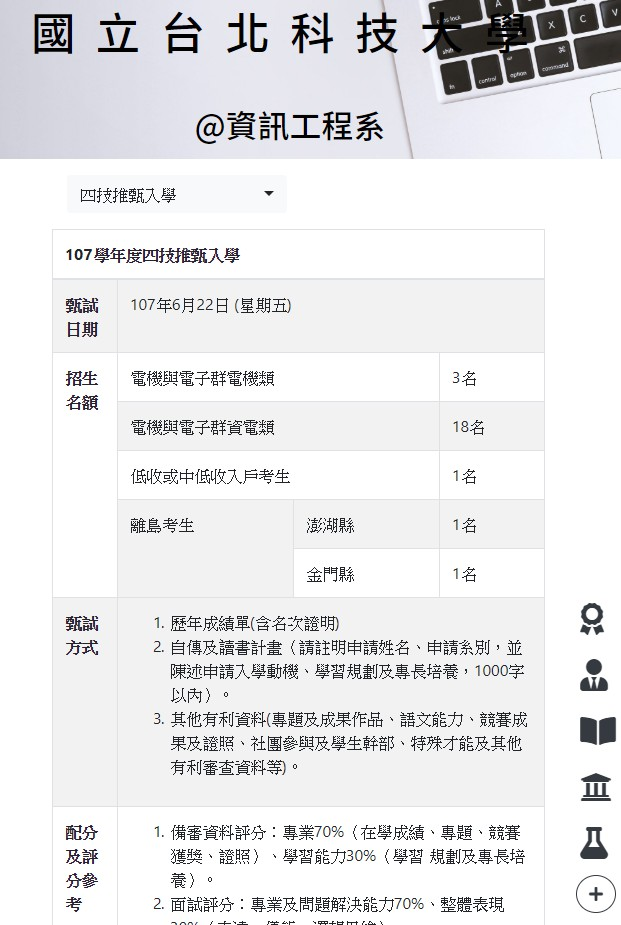 國立台北科技大學
@資訊工程系
四技推甄入學
107學年度四技推甄入學
甄試
日期
107年6月22日 (星期五)
招生
名額
電機與電子群電機類
3名
電機與電子群資電類
18名
低收或中低收入戶考生
1名
離島考生
澎湖縣
1名
金門縣
1名
甄試
方式
1. 歷年成績單(含名次證明)
2. 自傳及讀書計畫（請註明申請姓名、申請系別，並
陳述申請入學動機、學習規劃及專長培養，1000字
以內）。
3. 其他有利資料(專題及成果作品、語文能力、競賽成
果及證照、社團參與及學生幹部、特殊才能及其他
有利審查資料等)。
配分
及評
分參
考
1. 備審資料評分：專業70%（在學成績、專題、競賽
獲獎、證照）、學習能力30%（學習 規劃及專長培
養）。
2. 面試評分：專業及問題解決能力70%、整體表現